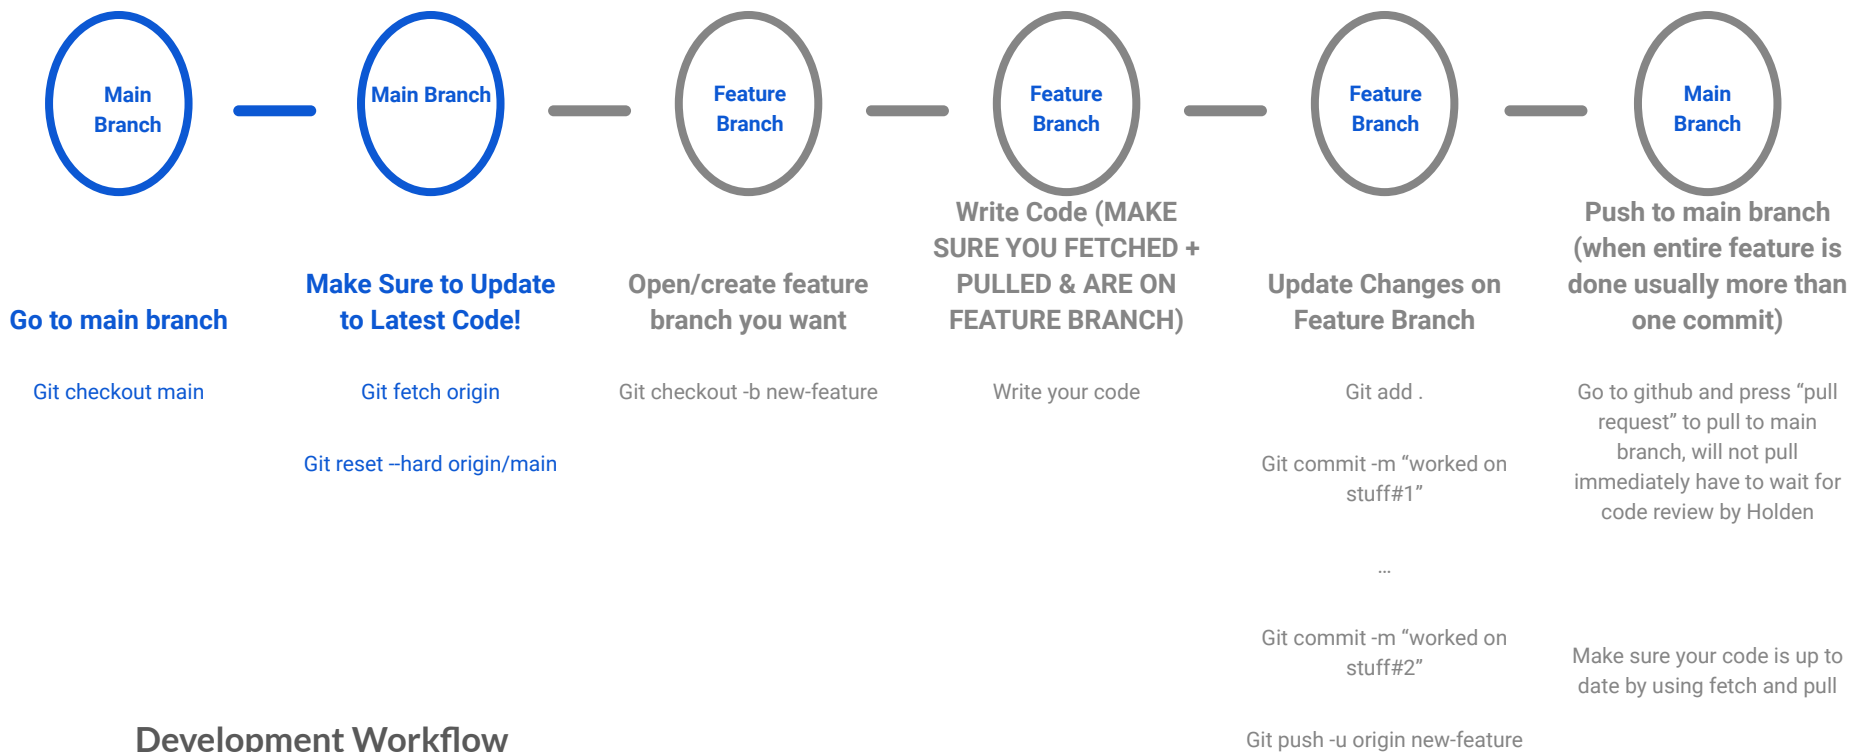 Main
Branch
Main Branch
Feature
Branch
Feature
Branch
Feature
Branch
Main
Branch
Go to main branch
Git checkout main
Make Sure to Update
to Latest Code!
Git fetch origin
Git reset --hard origin/main
Open/create feature
branch you want
Git checkout -b new-feature
Write Code (MAKE
SURE YOU FETCHED +
PULLED & ARE ON
FEATURE BRANCH)
Write your code
Update Changes on
Feature Branch
Git add .
Git commit -m “worked on
stuff#1”
...
Git commit -m “worked on
stuff#2”
Git push -u origin new-feature
Push to main branch
(when entire feature is
done usually more than
one commit)
Go to github and press “pull
request” to pull to main
branch, will not pull
immediately have to wait for
code review by Holden
Make sure your code is up to
date by using fetch and pull
Development Workflow